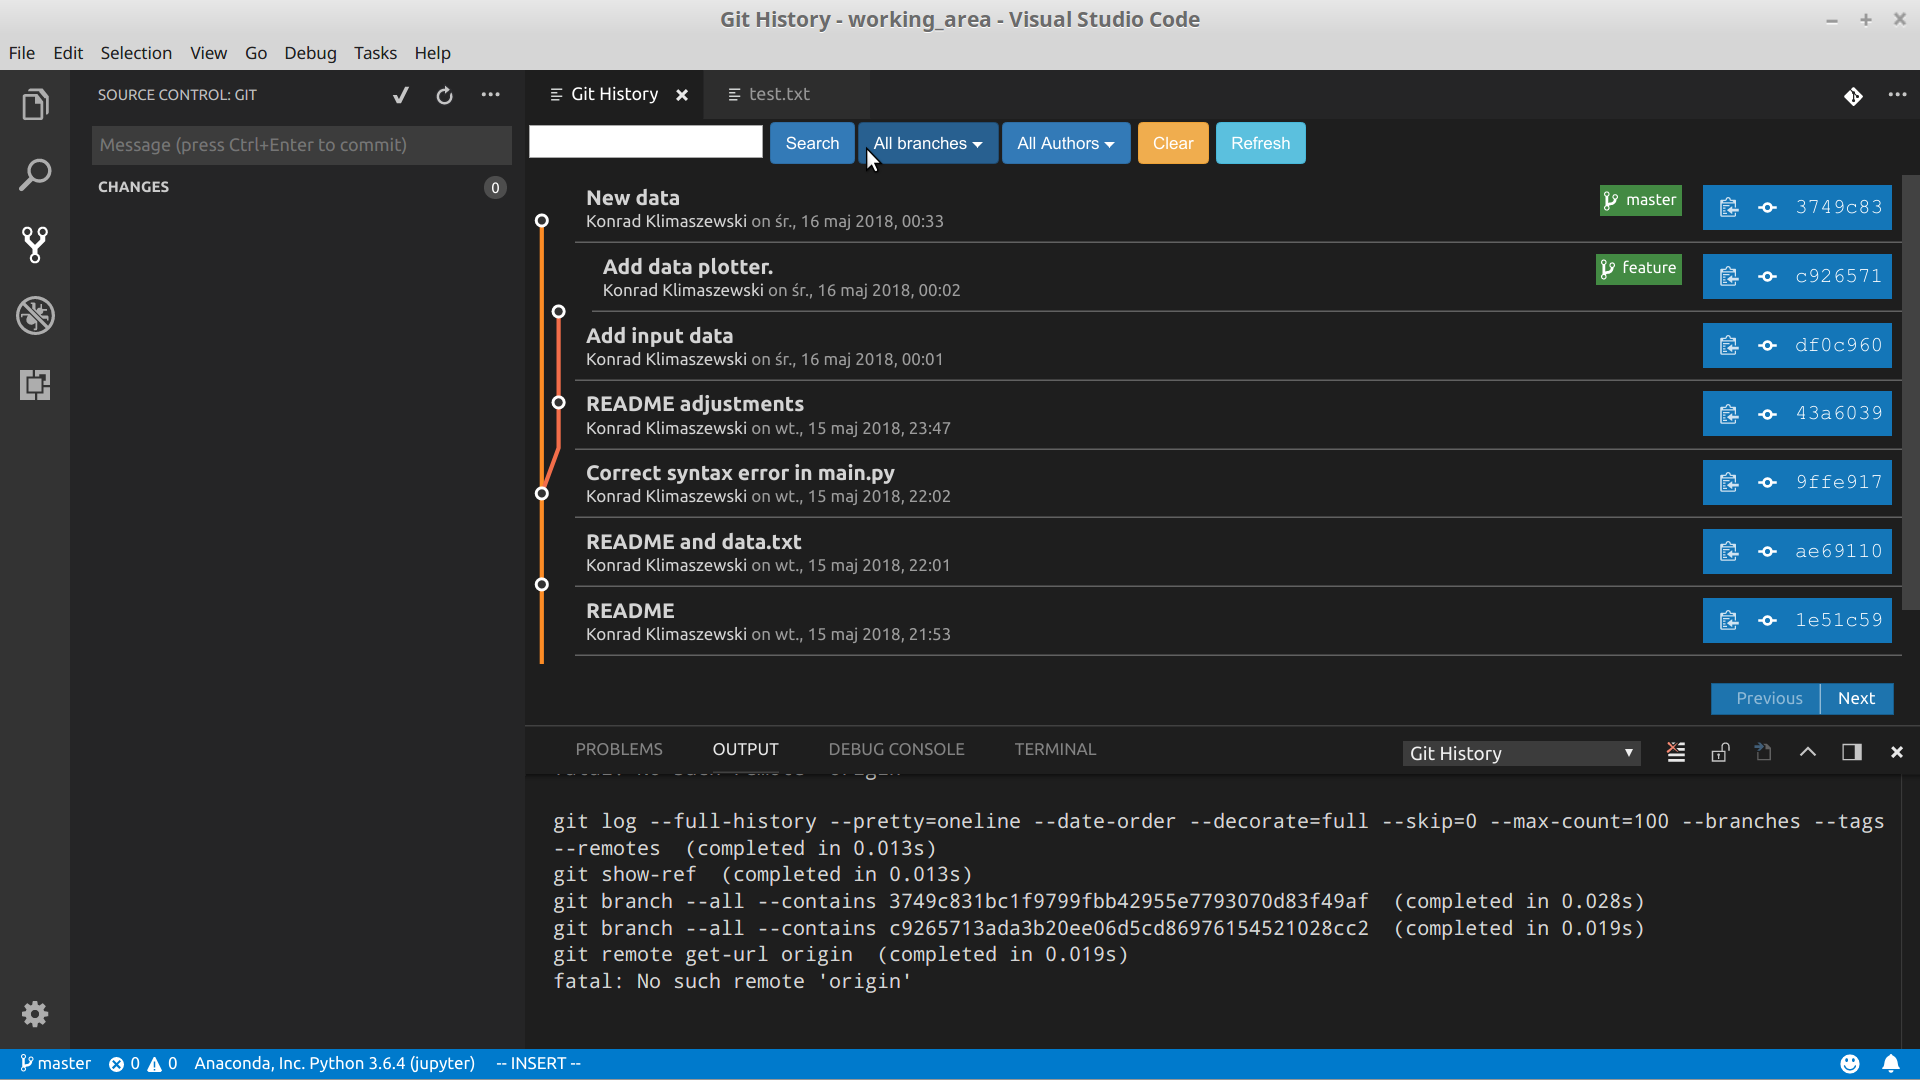 Git History - working_area - Visual Studio Code
File Edit Selection View Go Debug Tasks Help
SOURCE CONTROL: GIT
Git History
test.txt
Message (press Ctrl+Enter to commit)
CHANGES 0
Search All branches All Authors Clear Refresh
New data
Konrad Klimaszewski on śr., 16 maj 2018, 00:33
master 3749c83
Add data plotter.
Konrad Klimaszewski on śr., 16 maj 2018, 00:02
feature c926571
Add input data
Konrad Klimaszewski on śr., 16 maj 2018, 00:01
df0c960
README adjustments
Konrad Klimaszewski on wt., 15 maj 2018, 23:47
43a6039
Correct syntax error in main.py
Konrad Klimaszewski on wt., 15 maj 2018, 22:02
9ffe917
README and data.txt
Konrad Klimaszewski on wt., 15 maj 2018, 22:01
ae69110
README
Konrad Klimaszewski on wt., 15 maj 2018, 21:53
1e51c59
Previous Next
PROBLEMS OUTPUT DEBUG CONSOLE TERMINAL Git History
git log --full-history --pretty=oneline --date-order --decorate=full --skip=0 --max-count=100 --branches --tags
--remotes (completed in 0.013s)
git show-ref (completed in 0.013s)
git branch --all --contains 3749c831bc1f9799fbb42955e7793070d83f49af (completed in 0.028s)
git branch --all --contains c9265713ada3b20ee06d5cd86976154521028cc2 (completed in 0.019s)
git remote get-url origin (completed in 0.019s)
fatal: No such remote 'origin'
master 0 0 Anaconda, Inc. Python 3.6.4 (jupyter) -- INSERT --